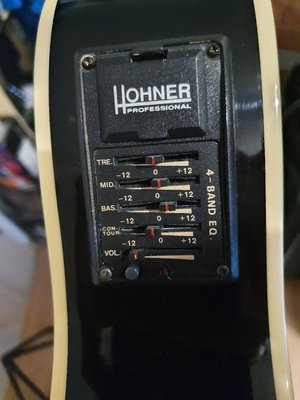 HOHNER
PROFESSIONAL
TRE.
-12 0 +12
MID.
-12 0 +12
BAS.
-12 0 +12
CON-
TOUR
-12 0 +12
VOL.
4-BAND EQ.